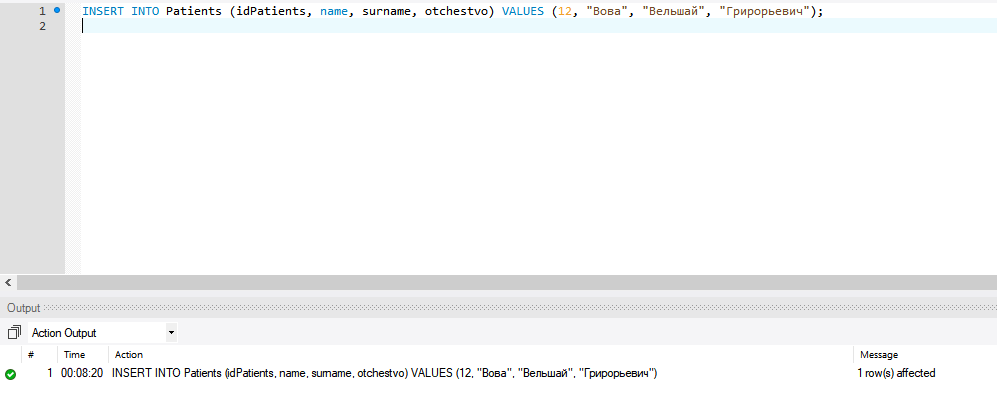 1 INSERT INTO Patients (idPatients, name, surname, otchestvo) VALUES (12, "Вова", "Вельшай", "Грирорьевич");
2
Output
Action Output
# Time Action Message
1 00:08:20 INSERT INTO Patients (idPatients, name, surname, otchestvo) VALUES (12, "Вова", "Вельшай", "Грирорьевич") 1 row(s) affected